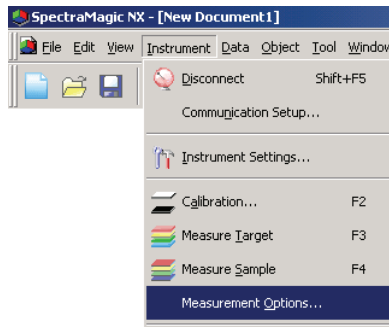 SpectraMagic NX - [New Document1]
File Edit View Instrument Data Object Tool Window
Disconnect Shift+F5
Communication Setup...
Instrument Settings...
Calibration... F2
Measure Target F3
Measure Sample F4
Measurement Options...